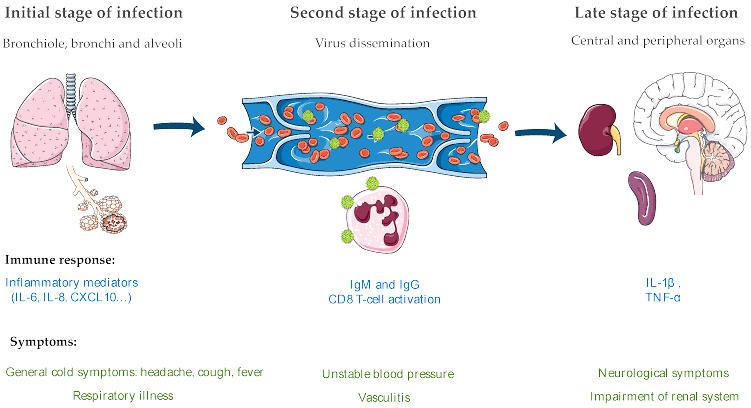 Initial stage of infection
Second stage of infection
Late stage of infection
Bronchiole, bronchi and alveoli
Virus dissemination
Central and peripheral organs
Immune response:
Inflammatory mediators
(IL-6, IL-8, CXCL10…)
IgM and IgG
CD8 T-cell activation
IL-1β ,
TNF-α
Symptoms:
General cold symptoms: headache, cough, fever
Respiratory illness
Unstable blood pressure
Vasculitis
Neurological symptoms
Impairment of renal system